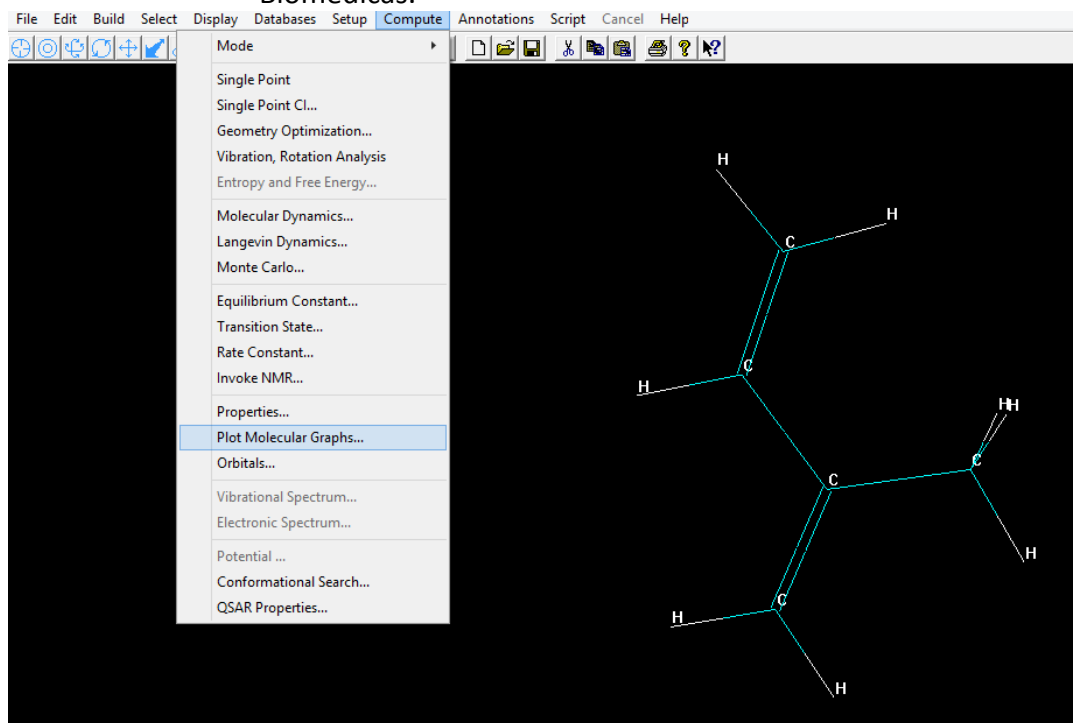 Biomédicas.
File Edit Build Select Display Databases Setup Compute Annotations Script Cancel Help
Mode
Single Point
Single Point CI...
Geometry Optimization...
Vibration, Rotation Analysis
Entropy and Free Energy...
Molecular Dynamics...
Langevin Dynamics...
Monte Carlo...
Equilibrium Constant...
Transition State...
Rate Constant...
Invoke NMR...
Properties...
Plot Molecular Graphs...
Orbitals...
Vibrational Spectrum...
Electronic Spectrum...
Potential ...
Conformational Search...
QSAR Properties...
H
H
C
C
H
HH
C
C
H
C
H
H